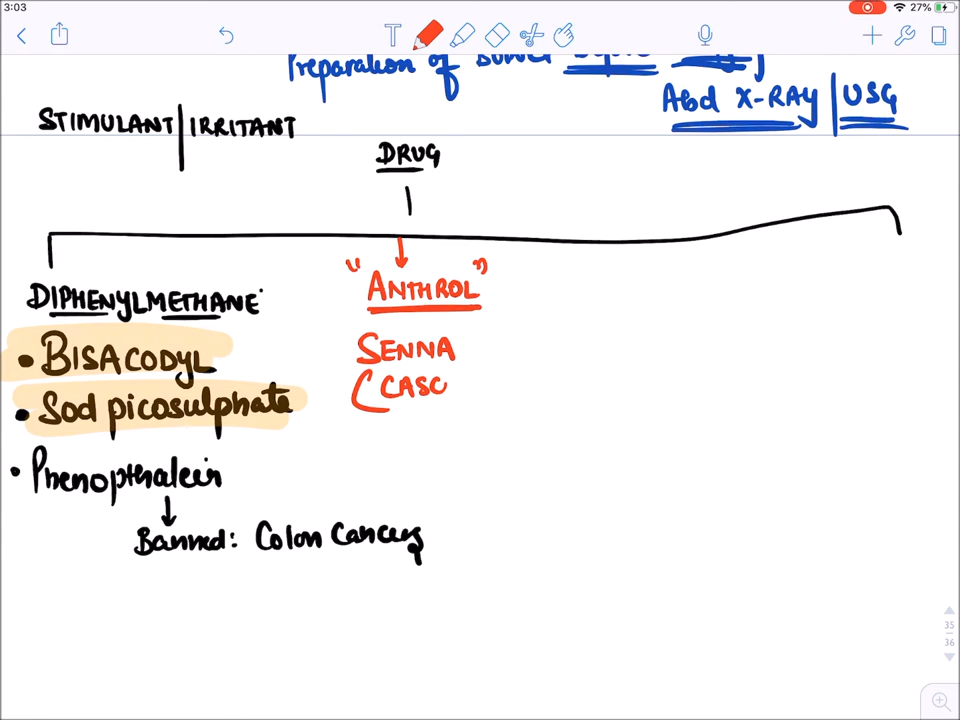 3:03
27%
Preparation of
Abd X-RAY | USG
STIMULANT | IRRITANT
DRUG
DIPHENYLMETHANE
• BISACODYL
• Sod picosulphate
• Phenopthalein
Banned: Colon Cancer
"ANTHROL"
SENNA
(CASC
35
36